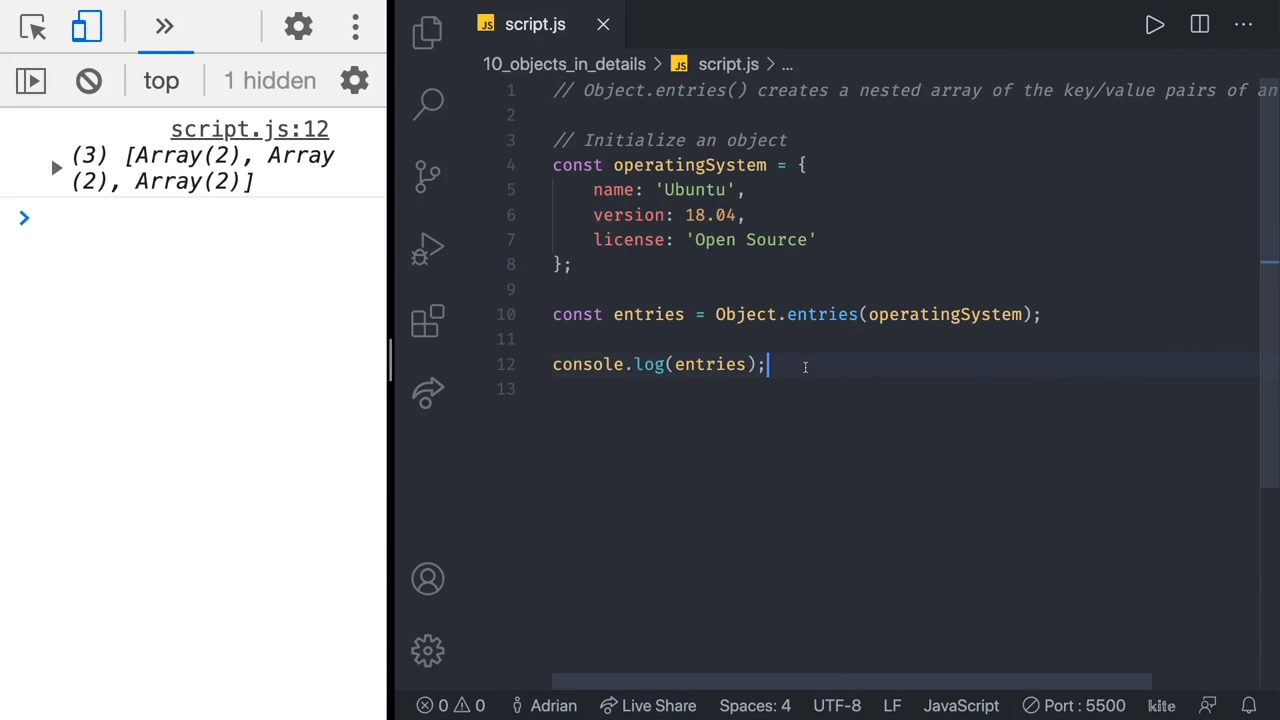 top
1 hidden
script.js:12
(3) [Array(2), Array
(2), Array(2)]
JS script.js
10_objects_in_details > JS script.js > ...
1 // Object.entries() creates a nested array of the key/value pairs of an
2
3 // Initialize an object
4 const operatingSystem = {
5 name: 'Ubuntu',
6 version: 18.04,
7 license: 'Open Source'
8 };
9
10 const entries = Object.entries(operatingSystem);
11
12 console.log(entries);
13
0 0 Adrian Live Share Spaces: 4 UTF-8 LF JavaScript Port : 5500 kite